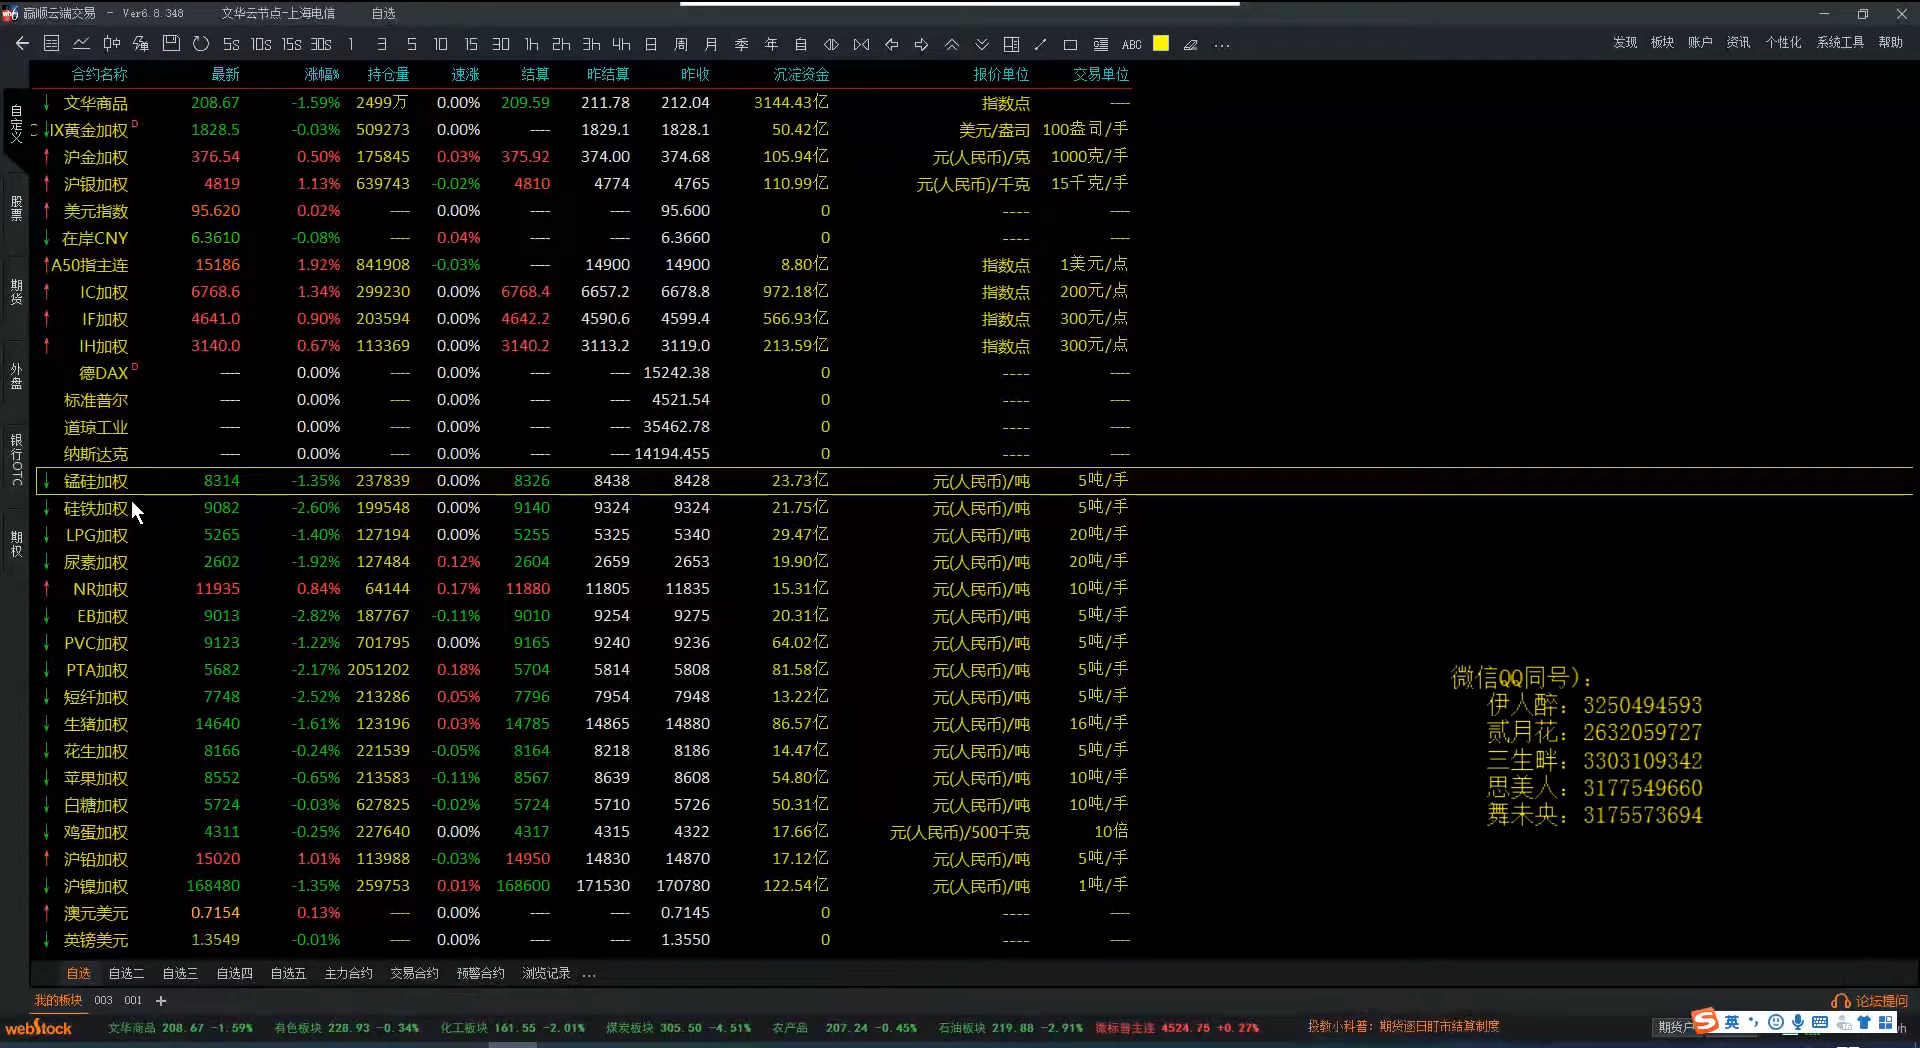 赢顺云端交易 - Ver6.8.348 文华云节点-上海电信 自选
5s 10s 15s 30s 1 3 5 10 15 30 1h 2h 3h 4h 日 周 月 季 年 自 ABC ... 发现 板块 账户 资讯 个性化 系统工具 帮助
合约名称 最新 涨幅% 持仓量 速涨 结算 昨结算 昨收 沉淀资金 报价单位 交易单位
↓ 文华商品 208.67 -1.59% 2499万 0.00% 209.59 211.78 212.04 3144.43亿 指数点 ----
↓ IX黄金加权 D 1828.5 -0.03% 509273 0.00% ---- 1829.1 1828.1 50.42亿 美元/盎司 100盎司/手
↑ 沪金加权 376.54 0.50% 175845 0.03% 375.92 374.00 374.68 105.94亿 元(人民币)/克 1000克/手
↑ 沪银加权 4819 1.13% 639743 -0.02% 4810 4774 4765 110.99亿 元(人民币)/千克 15千克/手
↑ 美元指数 95.620 0.02% ---- 0.00% ---- ---- 95.600 0 ---- ----
↓ 在岸CNY 6.3610 -0.08% ---- 0.04% ---- ---- 6.3660 0 ---- ----
↑ A50指主连 15186 1.92% 841908 -0.03% ---- 14900 14900 8.80亿 指数点 1美元/点
↑ IC加权 6768.6 1.34% 299230 0.00% 6768.4 6657.2 6678.8 972.18亿 指数点 200元/点
↑ IF加权 4641.0 0.90% 203594 0.00% 4642.2 4590.6 4599.4 566.93亿 指数点 300元/点
↑ IH加权 3140.0 0.67% 113369 0.00% 3140.2 3113.2 3119.0 213.59亿 指数点 300元/点
德DAX D ---- 0.00% ---- 0.00% ---- ---- 15242.38 0 ---- ----
标准普尔 ---- 0.00% ---- 0.00% ---- ---- 4521.54 0 ---- ----
道琼工业 ---- 0.00% ---- 0.00% ---- ---- 35462.78 0 ---- ----
纳斯达克 ---- 0.00% ---- 0.00% ---- ---- 14194.455 0 ---- ----
↓ 锰硅加权 8314 -1.35% 237839 0.00% 8326 8438 8428 23.73亿 元(人民币)/吨 5吨/手
↓ 硅铁加权 9082 -2.60% 199548 0.00% 9140 9324 9324 21.75亿 元(人民币)/吨 5吨/手
↓ LPG加权 5265 -1.40% 127194 0.00% 5255 5325 5340 29.47亿 元(人民币)/吨 20吨/手
↓ 尿素加权 2602 -1.92% 127484 0.12% 2604 2659 2653 19.90亿 元(人民币)/吨 20吨/手
↑ NR加权 11935 0.84% 64144 0.17% 11880 11805 11835 15.31亿 元(人民币)/吨 10吨/手
↓ EB加权 9013 -2.82% 187767 -0.11% 9010 9254 9275 20.31亿 元(人民币)/吨 5吨/手
↓ PVC加权 9123 -1.22% 701795 0.00% 9165 9240 9236 64.02亿 元(人民币)/吨 5吨/手
↓ PTA加权 5682 -2.17% 2051202 0.18% 5704 5814 5808 81.58亿 元(人民币)/吨 5吨/手
↓ 短纤加权 7748 -2.52% 213286 0.05% 7796 7954 7948 13.22亿 元(人民币)/吨 5吨/手
↓ 生猪加权 14640 -1.61% 123196 0.03% 14785 14865 14880 86.57亿 元(人民币)/吨 16吨/手
↓ 花生加权 8166 -0.24% 221539 -0.05% 8164 8218 8186 14.47亿 元(人民币)/吨 5吨/手
↓ 苹果加权 8552 -0.65% 213583 -0.11% 8567 8639 8608 54.80亿 元(人民币)/吨 10吨/手
↓ 白糖加权 5724 -0.03% 627825 -0.02% 5724 5710 5726 50.31亿 元(人民币)/吨 10吨/手
↓ 鸡蛋加权 4311 -0.25% 227640 0.00% 4317 4315 4322 17.66亿 元(人民币)/500千克 10倍
↑ 沪铅加权 15020 1.01% 113988 -0.03% 14950 14830 14870 17.12亿 元(人民币)/吨 5吨/手
↓ 沪镍加权 168480 -1.35% 259753 0.01% 168600 171530 170780 122.54亿 元(人民币)/吨 1吨/手
↑ 澳元美元 0.7154 0.13% ---- 0.00% ---- ---- 0.7145 0 ---- ----
↓ 英镑美元 1.3549 -0.01% ---- 0.00% ---- ---- 1.3550 0 ---- ----
自定义
股票
期货
外盘
银行OTC
期权
微信QQ同号):
伊人醉: 3250494593
贰月花: 2632059727
三生畔: 3303109342
思美人: 3177549660
舞未央: 3175573694
自选 自选二 自选三 自选四 自选五 主力合约 交易合约 预警合约 浏览记录 ...
我的板块 003 001 + 论坛提问
webstock 文华商品 208.67 -1.59% 有色板块 228.93 -0.34% 化工板块 161.55 -2.01% 煤炭板块 305.50 -4.51% 农产品 207.24 -0.45% 石油板块 219.88 -2.91% 微标普主连 4524.75 +0.27% 投教小科普: 期货逐日盯市结算制度 期货户 英